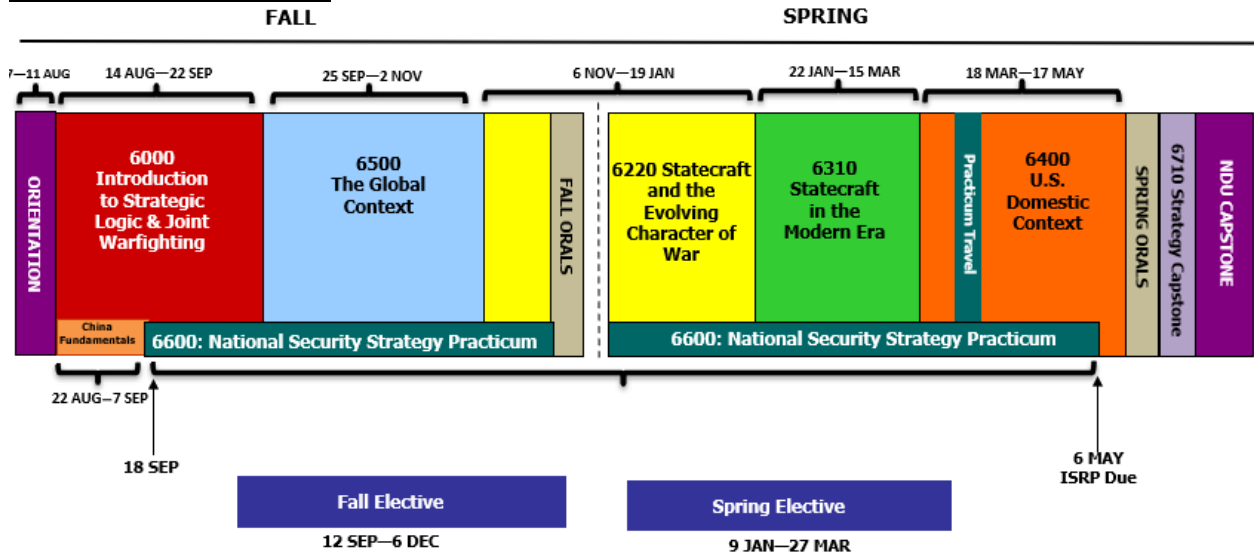 FALL
SPRING
7—11 AUG
14 AUG—22 SEP
25 SEP—2 NOV
6 NOV—19 JAN
22 JAN—15 MAR
18 MAR—17 MAY
ORIENTATION
6000
Introduction
to Strategic
Logic & Joint
Warfighting
6500
The Global
Context
FALL ORALS
6220 Statecraft
and the
Evolving
Character of
War
6310
Statecraft
in the
Modern Era
Practicum Travel
6400
U.S.
Domestic
Context
SPRING ORALS
6710 Strategy Capstone
NDU CAPSTONE
China
Fundamentals
6600: National Security Strategy Practicum
6600: National Security Strategy Practicum
22 AUG—7 SEP
18 SEP
6 MAY
ISRP Due
Fall Elective
Spring Elective
12 SEP—6 DEC
9 JAN—27 MAR